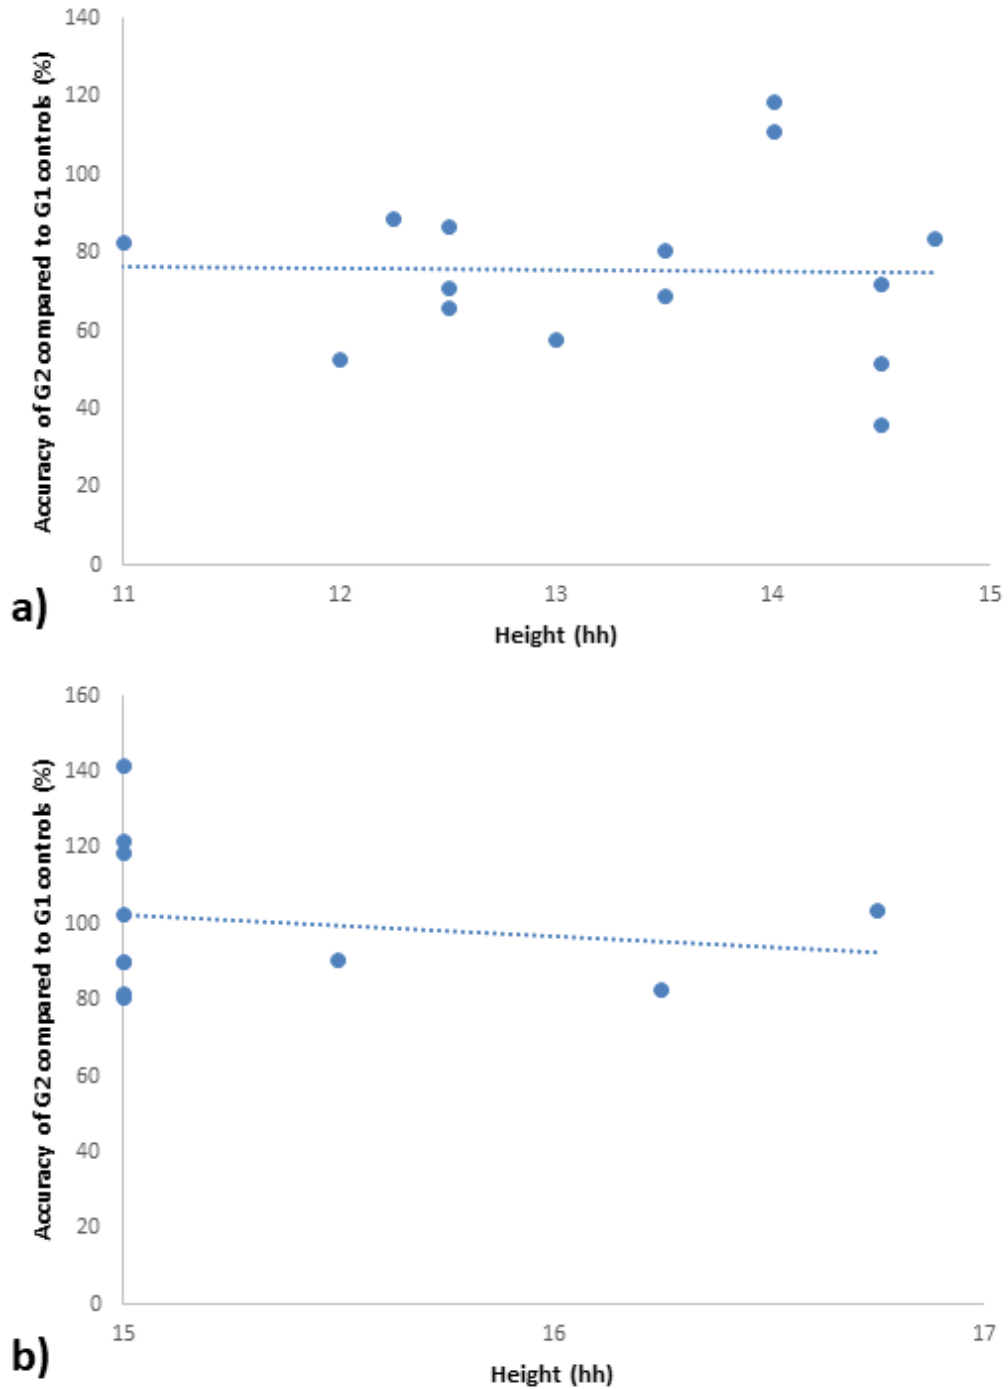 140
120
100
80
60
40
20
0
Accuracy of G2 compared to G1 controls (%)
11 12 13 14 15
Height (hh)
a)
160
140
120
100
80
60
40
20
0
Accuracy of G2 compared to G1 controls (%)
15 16 17
Height (hh)
b)